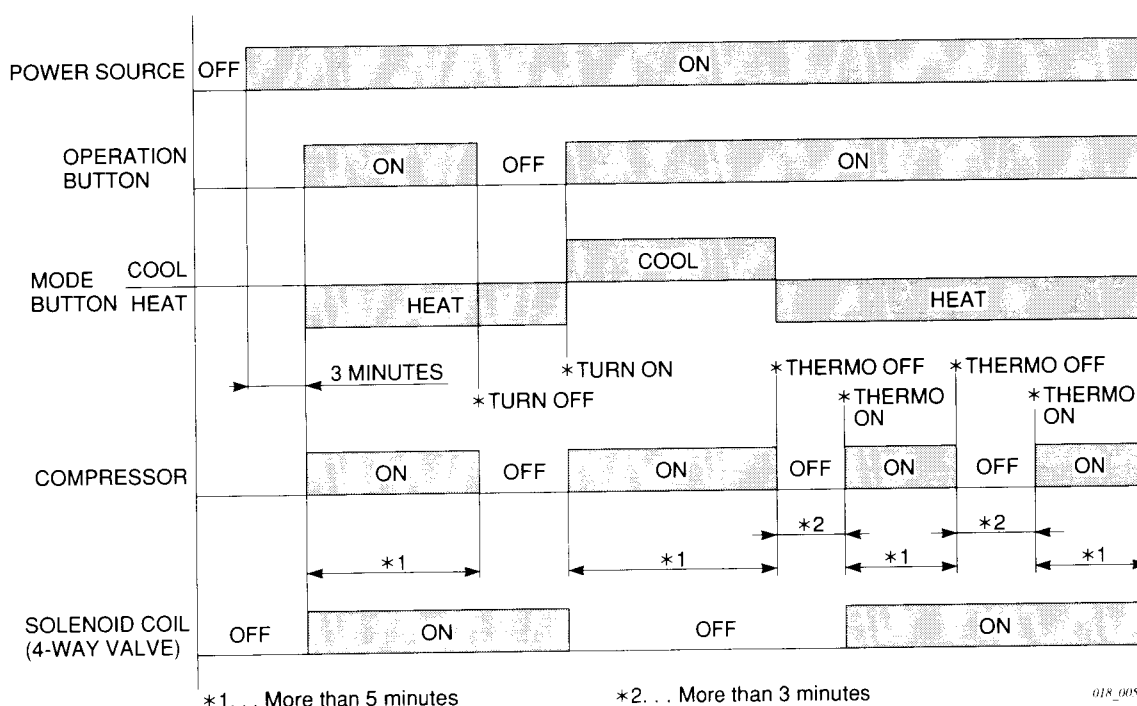 POWER SOURCE OFF ON
OPERATION BUTTON ON OFF ON
MODE BUTTON COOL HEAT
COOL
HEAT HEAT
3 MINUTES
*TURN OFF
*TURN ON
*THERMO OFF
*THERMO ON
*THERMO OFF
*THERMO ON
COMPRESSOR ON OFF ON OFF ON OFF ON
*2 *2
*1 *1 *1 *1
SOLENOID COIL (4-WAY VALVE) OFF ON OFF ON
*1. . . More than 5 minutes *2. . . More than 3 minutes
018_005